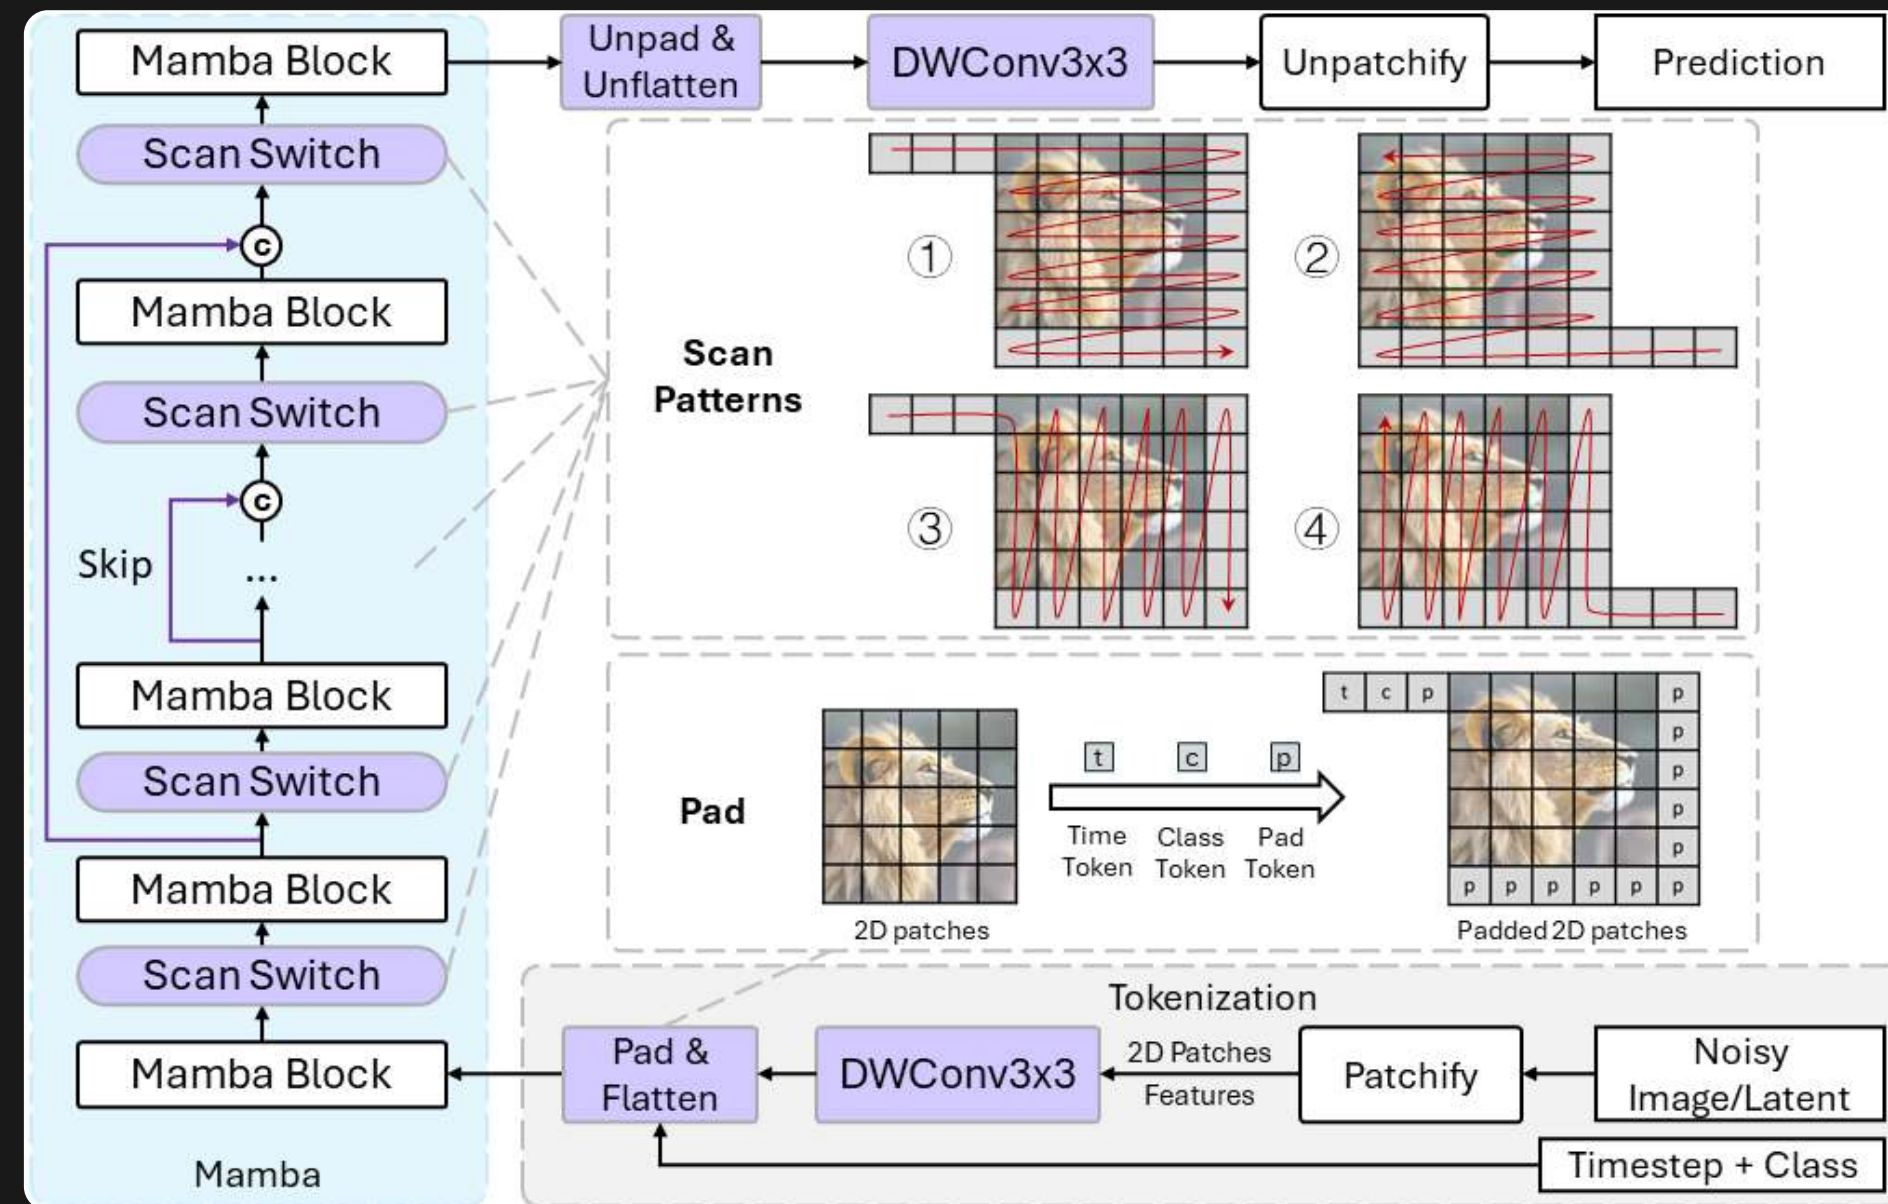 Mamba Block
Unpad &
Unflatten
DWConv3x3
Unpatchify
Prediction
Scan Switch
c
Mamba Block
Scan Switch
c
Skip
...
Mamba Block
Scan Switch
Mamba Block
Scan Switch
Mamba Block
Mamba
Scan
Patterns
①
②
③
④
Pad
2D patches
t c p
Time
Token
Class
Token
Pad
Token
t c p p
p
p
p
p
p p p p p p
Padded 2D patches
Tokenization
Pad &
Flatten
DWConv3x3
2D Patches
Features
Patchify
Noisy
Image/Latent
Timestep + Class